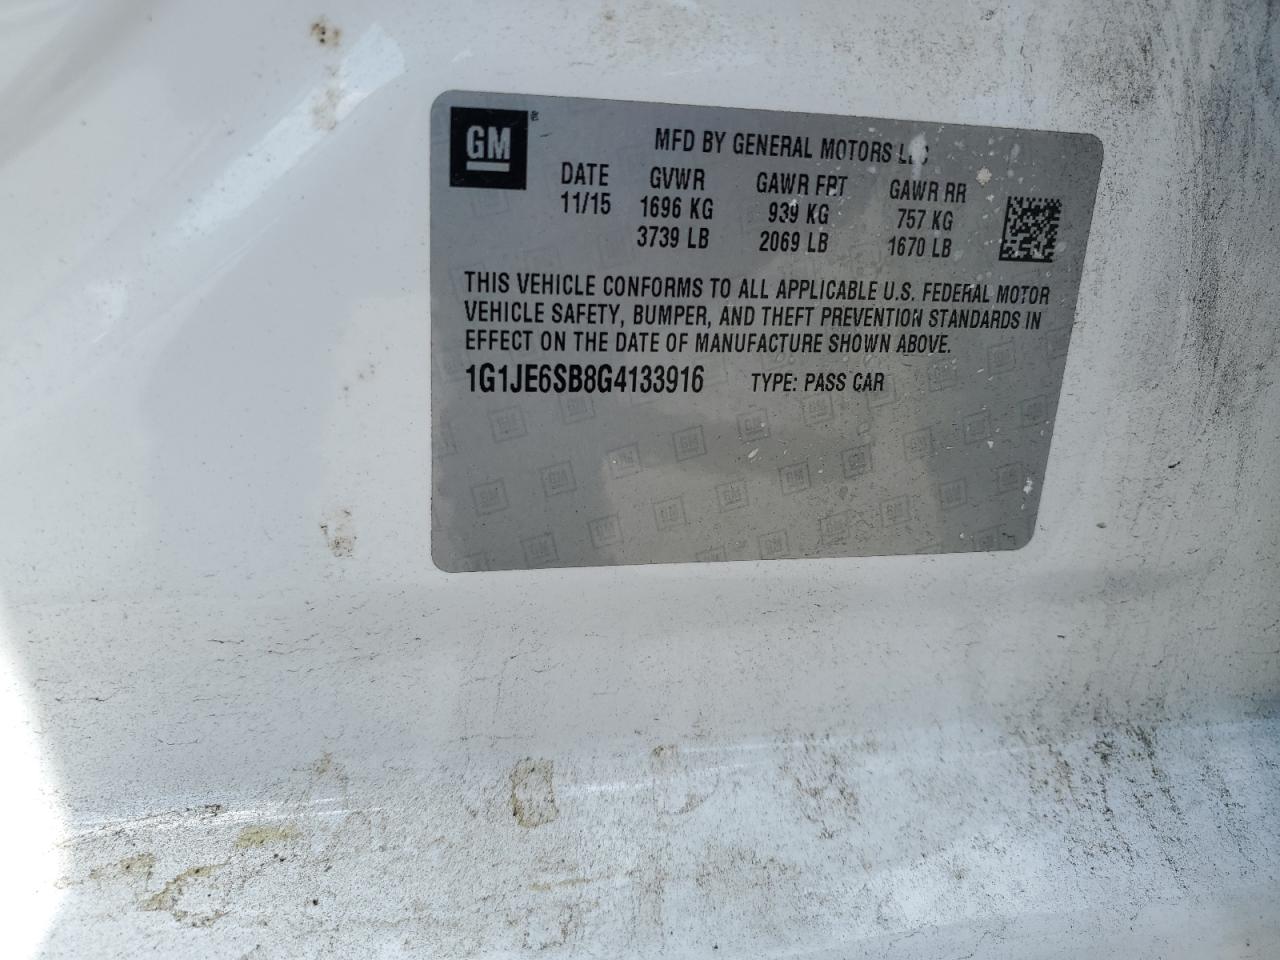 GM®
MFD BY GENERAL MOTORS LLC
DATE GVWR GAWR FRT GAWR RR
11/15 1696 KG 939 KG 757 KG
3739 LB 2069 LB 1670 LB
THIS VEHICLE CONFORMS TO ALL APPLICABLE U.S. FEDERAL MOTOR
VEHICLE SAFETY, BUMPER, AND THEFT PREVENTION STANDARDS IN
EFFECT ON THE DATE OF MANUFACTURE SHOWN ABOVE.
1G1JE6SB8G4133916 TYPE: PASS CAR